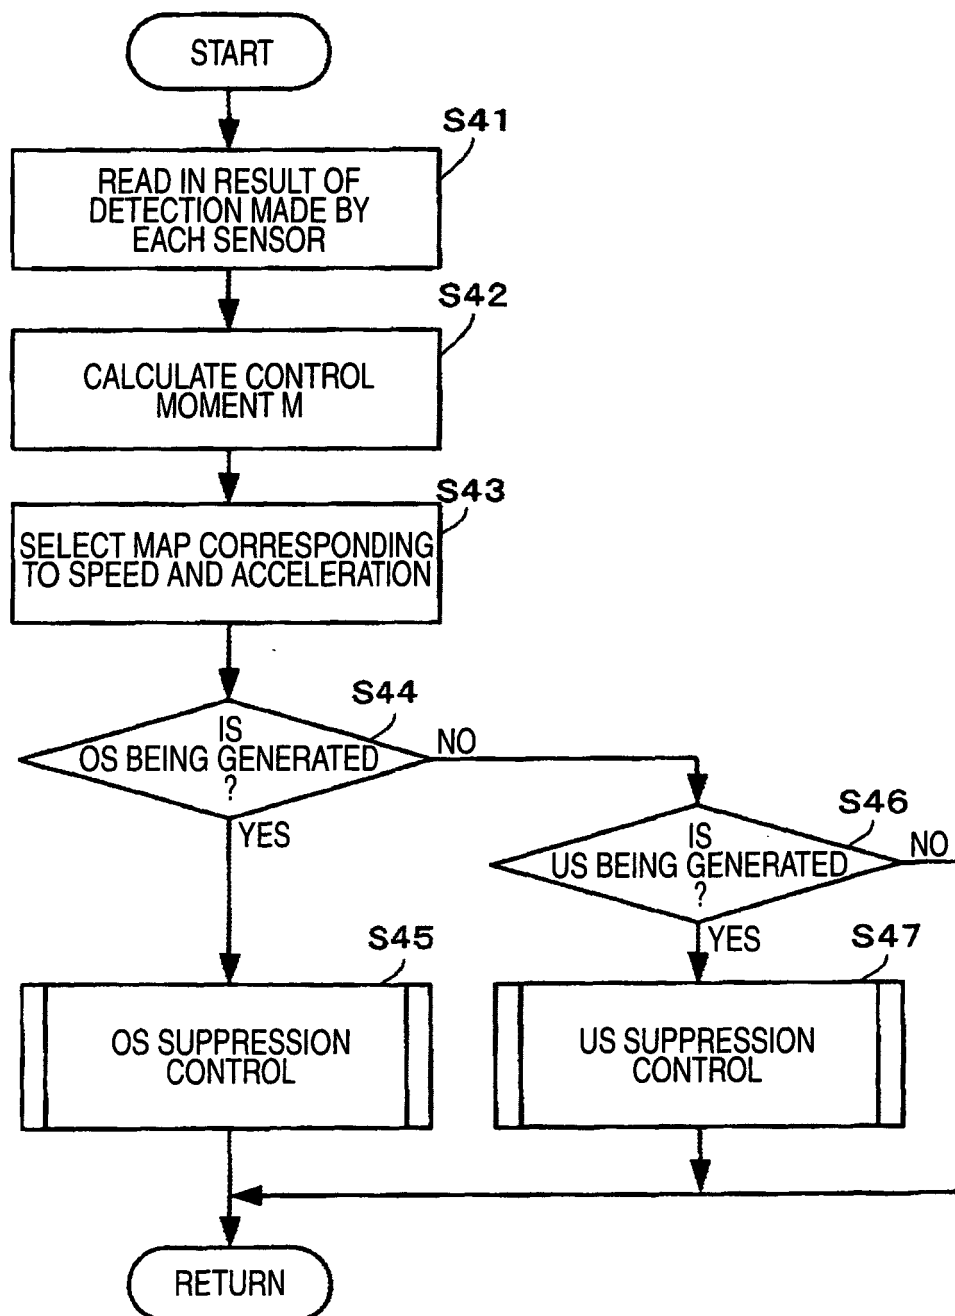 START
S41
READ IN RESULT OF
DETECTION MADE BY
EACH SENSOR
S42
CALCULATE CONTROL
MOMENT M
S43
SELECT MAP CORRESPONDING
TO SPEED AND ACCELERATION
S44
IS
OS BEING GENERATED
?
NO
YES
S46
IS
US BEING GENERATED
?
NO
YES
S45
OS SUPPRESSION
CONTROL
S47
US SUPPRESSION
CONTROL
RETURN